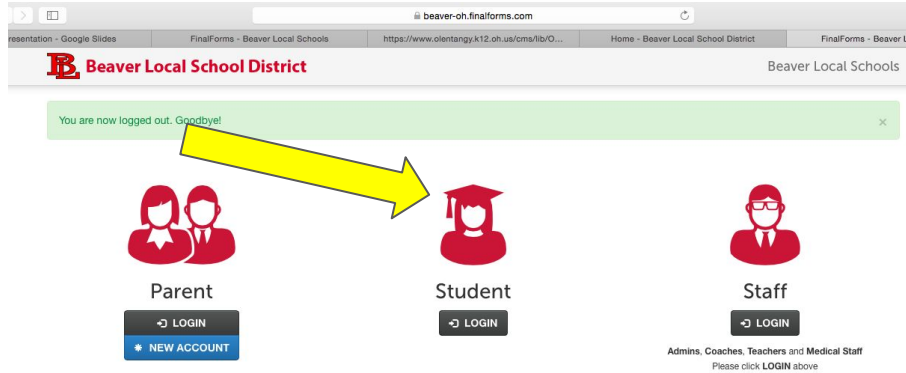 beaver-oh.finalforms.com
resentation - Google Slides FinalForms - Beaver Local Schools https://www.olentangy.k12.oh.us/cms/lib/O... Home - Beaver Local School District FinalForms - Beaver L
BL Beaver Local School District Beaver Local Schools
You are now logged out. Goodbye! ×
Parent Student Staff
LOGIN LOGIN LOGIN
NEW ACCOUNT
Admins, Coaches, Teachers and Medical Staff
Please click LOGIN above